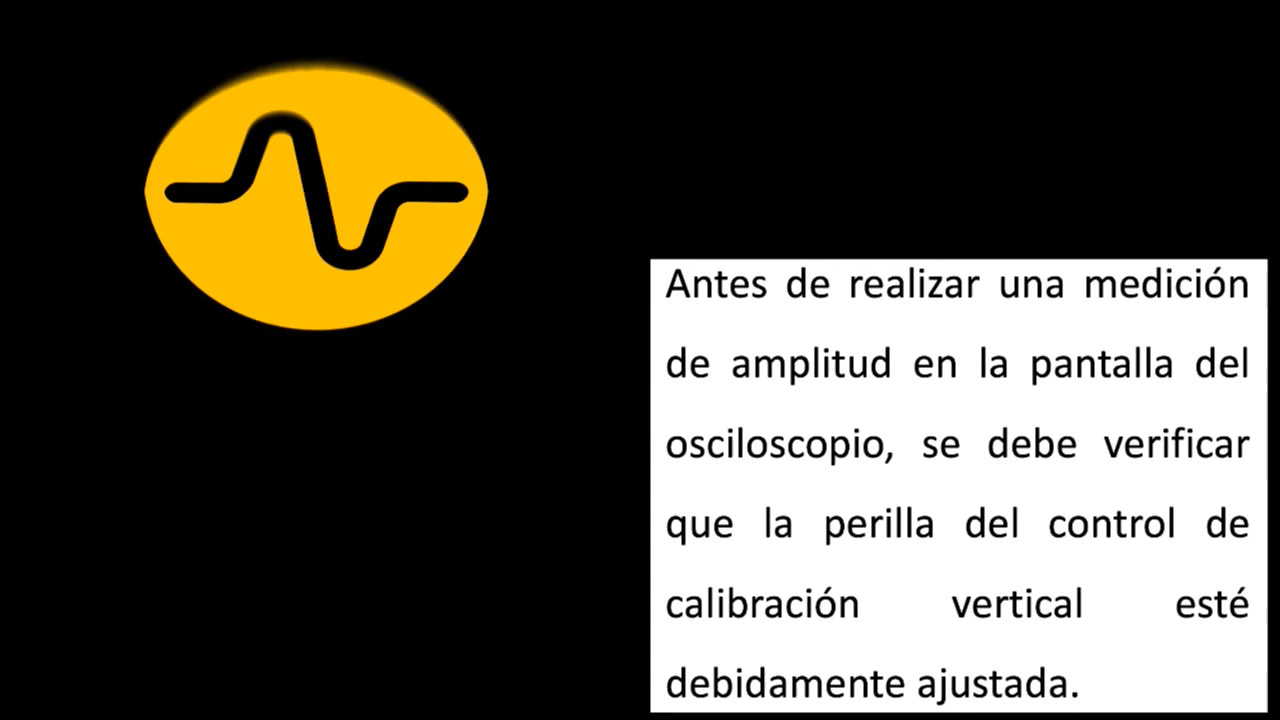 Antes de realizar una medición
de amplitud en la pantalla del
osciloscopio, se debe verificar
que la perilla del control de
calibración vertical esté
debidamente ajustada.